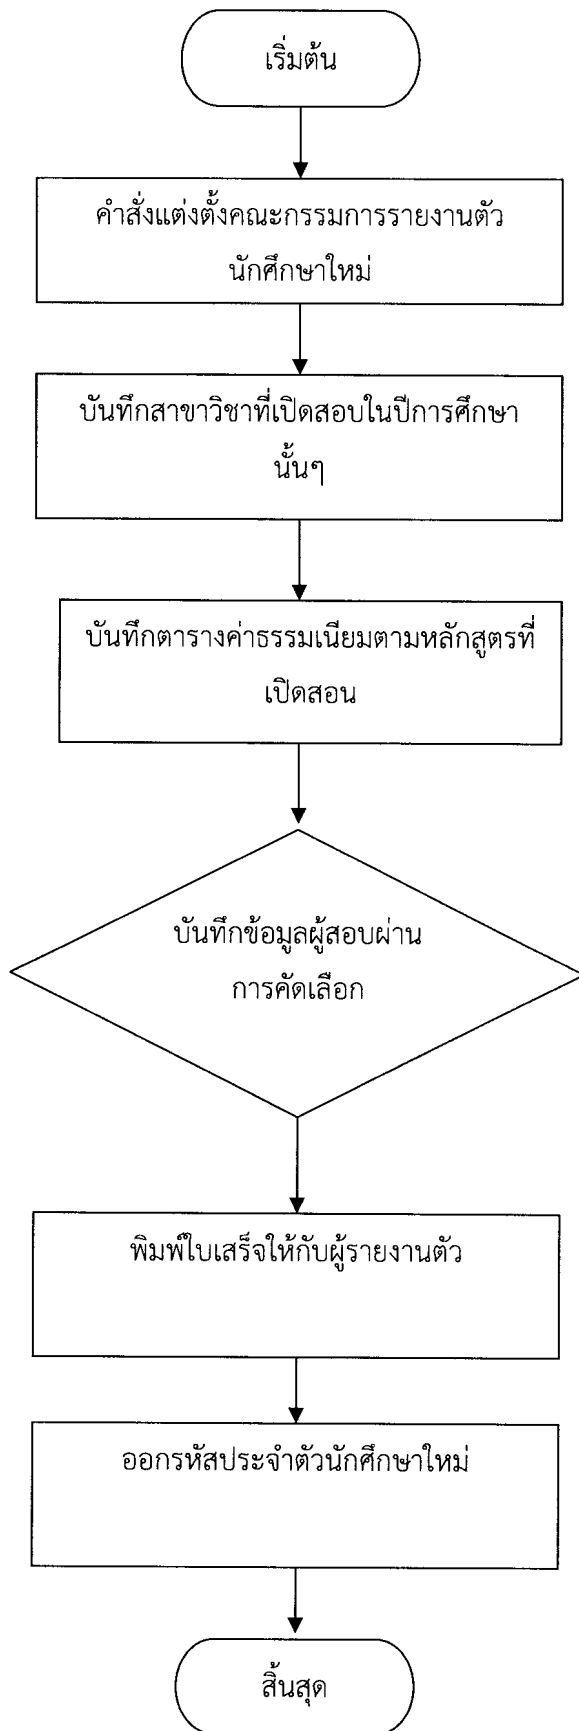 เริ่มต้น
คำสั่งแต่งตั้งคณะกรรมการรายงานตัว
นักศึกษาใหม่
บันทึกสาขาวิชาที่เปิดสอบในปีการศึกษา
นั้นๆ
บันทึกตารางค่าธรรมเนียมตามหลักสูตรที่
เปิดสอน
บันทึกข้อมูลผู้สอบผ่าน
การคัดเลือก
พิมพ์ใบเสร็จให้กับผู้รายงานตัว
ออกรหัสประจำตัวนักศึกษาใหม่
สิ้นสุด